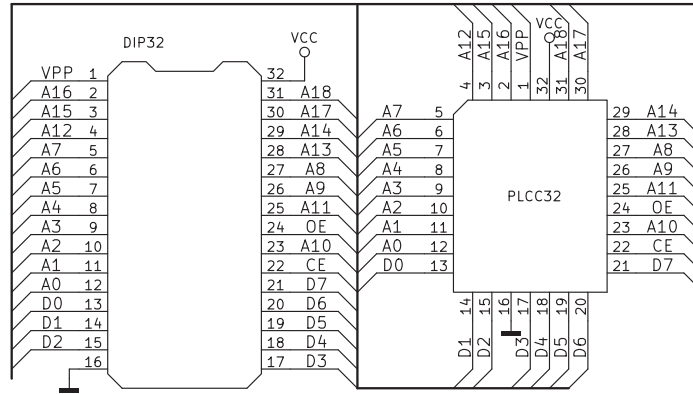 DIP32
VCC
VPP 1
A16 2
A15 3
A12 4
A7 5
A6 6
A5 7
A4 8
A3 9
A2 10
A1 11
A0 12
D0 13
D1 14
D2 15
16
32
31 A18
30 A17
29 A14
28 A13
27 A8
26 A9
25 A11
24 OE
23 A10
22 CE
21 D7
20 D6
19 D5
18 D4
17 D3
PLCC32
A12 4
A15 3
A16 2
VPP 1
VCC 32
A18 31
A17 30
A7 5
A6 6
A5 7
A4 8
A3 9
A2 10
A1 11
A0 12
D0 13
29 A14
28 A13
27 A8
26 A9
25 A11
24 OE
23 A10
22 CE
21 D7
D1 14
D2 15
16
D3 17
D4 18
D5 19
D6 20